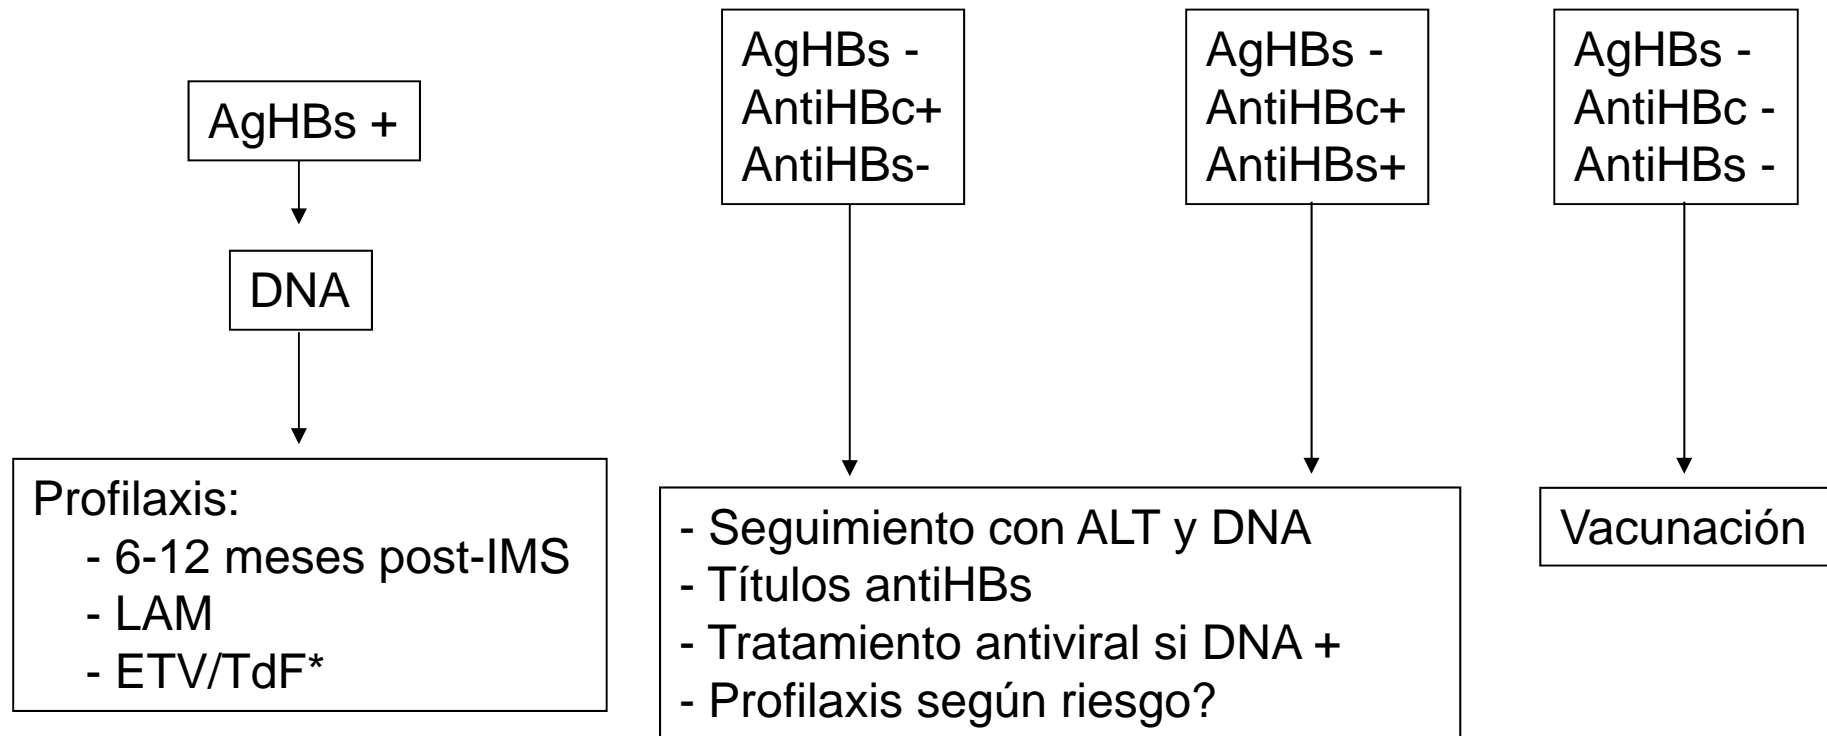 AgHBs +
DNA
Profilaxis:
- 6-12 meses post-IMS
- LAM
- ETV/TdF*
AgHBs -
AntiHBc+
AntiHBs-
AgHBs -
AntiHBc+
AntiHBs+
- Seguimiento con ALT y DNA
- Títulos antiHBs
- Tratamiento antiviral si DNA +
- Profilaxis según riesgo?
AgHBs -
AntiHBc -
AntiHBs -
Vacunación